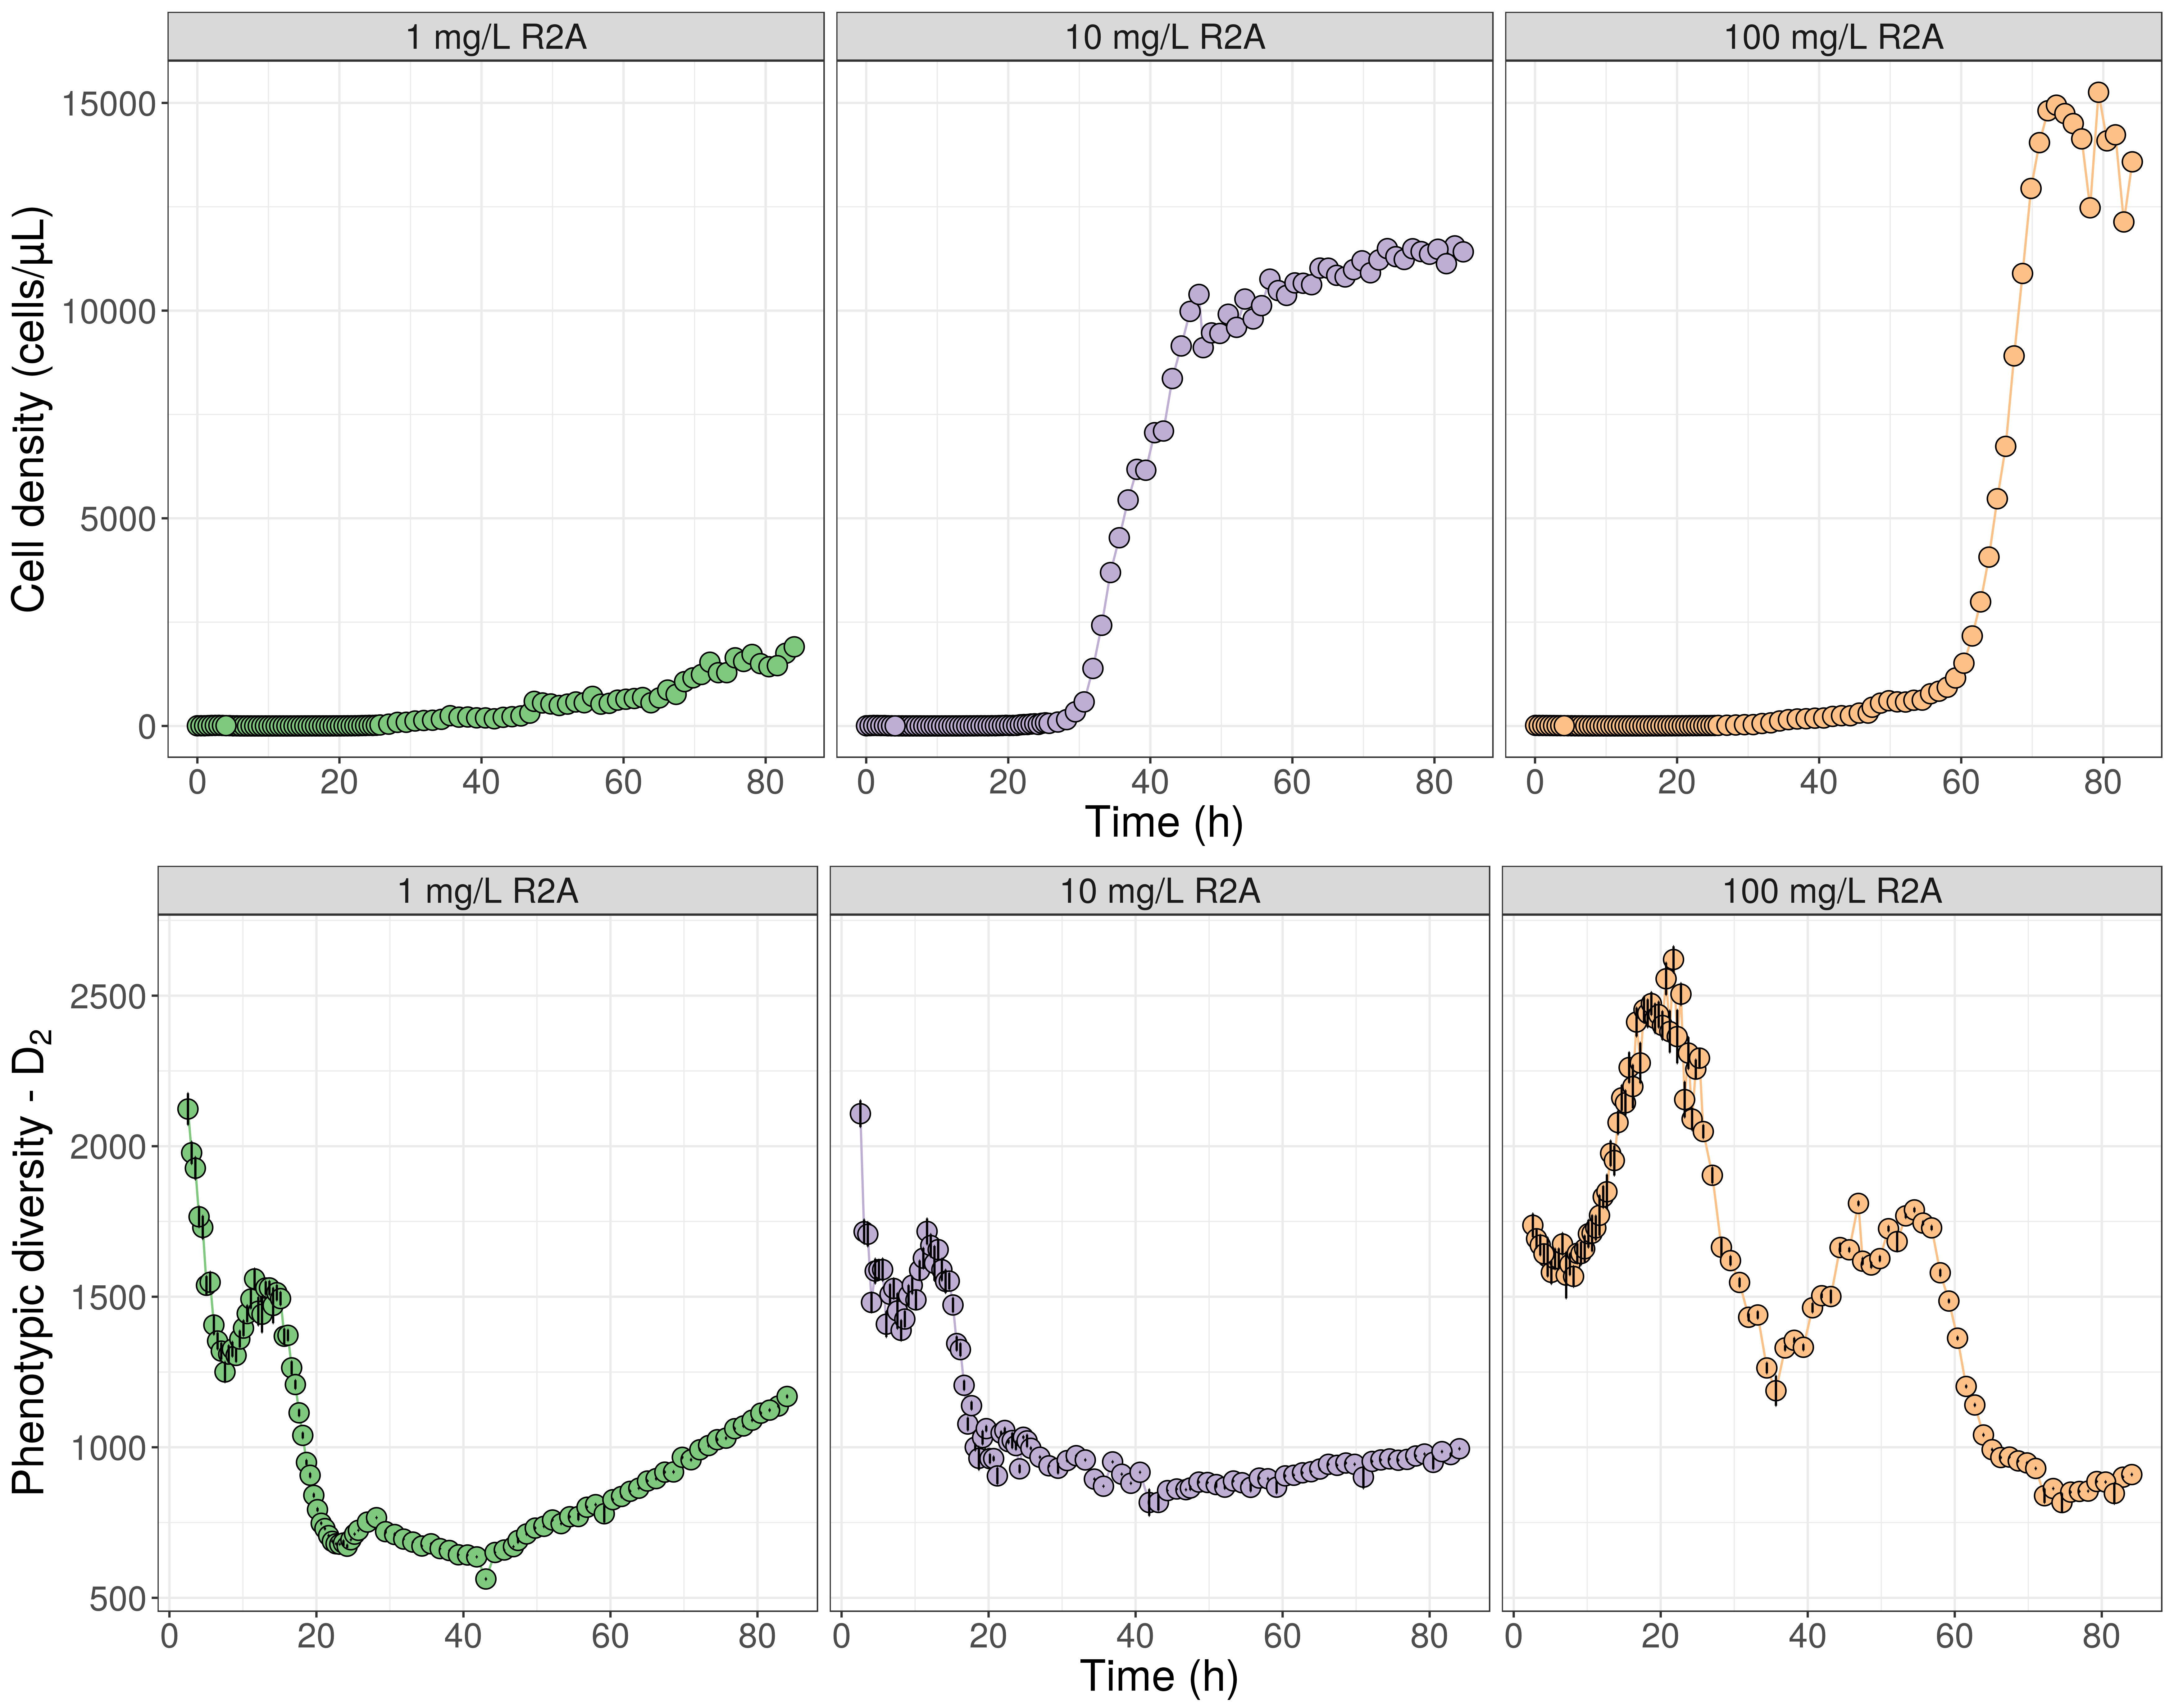 1 mg/L R2A 10 mg/L R2A 100 mg/L R2A
15000
10000
5000
0
Cell density (cells/µL)
0 20 40 60 80 0 20 40 60 80 0 20 40 60 80
Time (h)
1 mg/L R2A 10 mg/L R2A 100 mg/L R2A
2500
2000
1500
1000
500
Phenotypic diversity - D₂
0 20 40 60 80 0 20 40 60 80 0 20 40 60 80
Time (h)